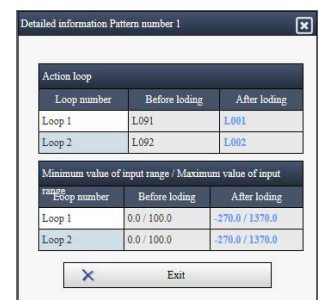 Detailed information Pattern number 1
Action loop
Loop number Before loding After loding
Loop 1 L091 L001
Loop 2 L092 L002
Minimum value of input range / Maximum value of input
range
Loop number Before loding After loding
Loop 1 0.0 / 100.0 -270.0 / 1370.0
Loop 2 0.0 / 100.0 -270.0 / 1370.0
Exit